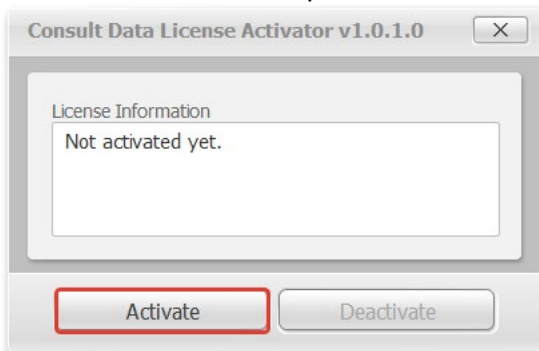 Consult Data License Activator v1.0.1.0
License Information
Not activated yet.
Activate
Deactivate